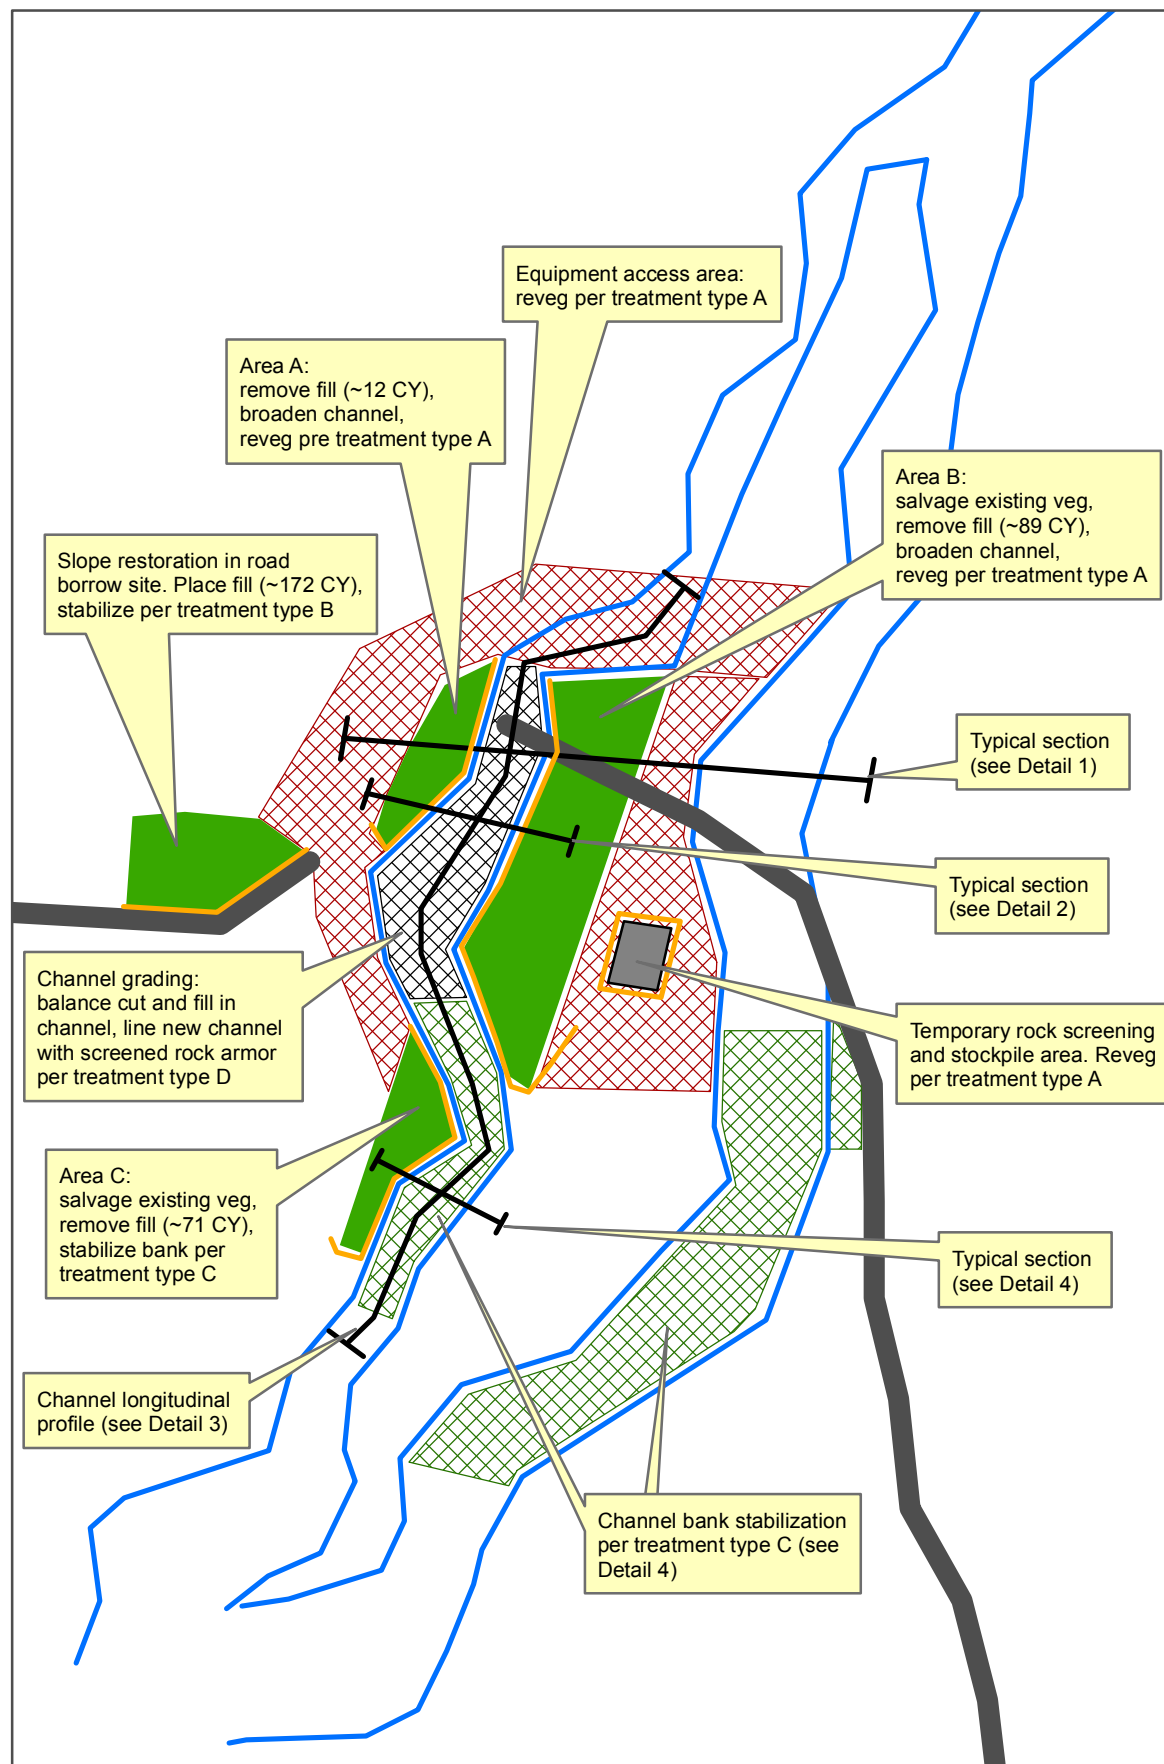 Equipment access area:
reveg per treatment type A
Area A:
remove fill (~12 CY),
broaden channel,
reveg pre treatment type A
Area B:
salvage existing veg,
remove fill (~89 CY),
broaden channel,
reveg per treatment type A
Slope restoration in road
borrow site. Place fill (~172 CY),
stabilize per treatment type B
Typical section
(see Detail 1)
Typical section
(see Detail 2)
Channel grading:
balance cut and fill in
channel, line new channel
with screened rock armor
per treatment type D
Temporary rock screening
and stockpile area. Reveg
per treatment type A
Area C:
salvage existing veg,
remove fill (~71 CY),
stabilize bank per
treatment type C
Typical section
(see Detail 4)
Channel longitudinal
profile (see Detail 3)
Channel bank stabilization
per treatment type C (see
Detail 4)